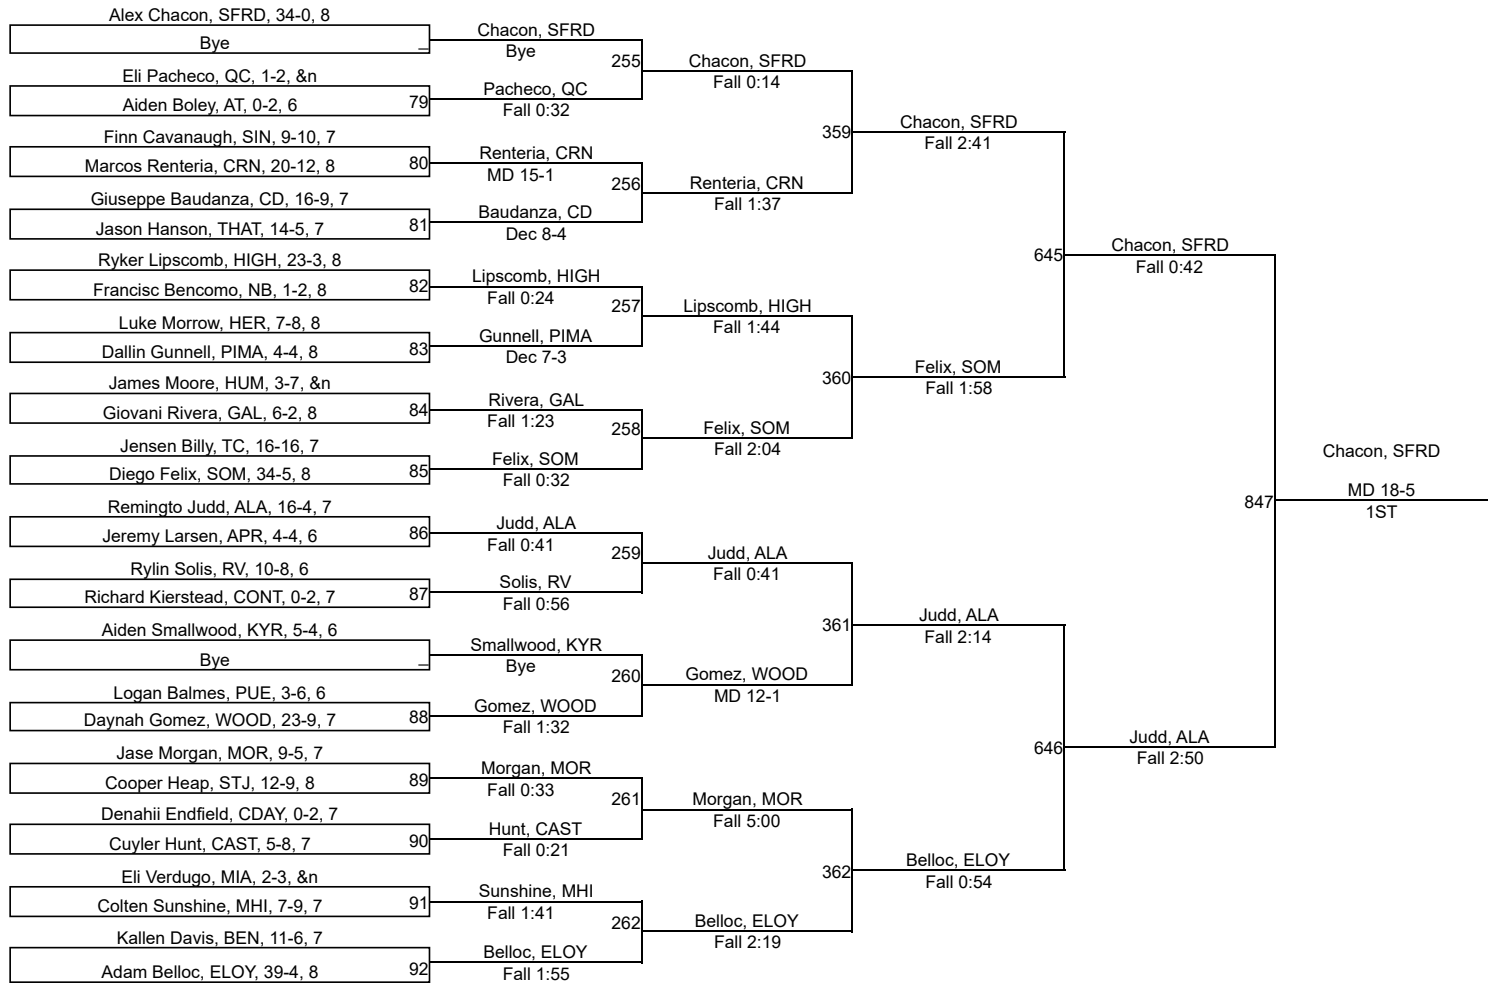 Alex Chacon, SFRD, 34-0, 8
Bye
_
Eli Pacheco, QC, 1-2, &n
Aiden Boley, AT, 0-2, 6
79
Finn Cavanaugh, SIN, 9-10, 7
Marcos Renteria, CRN, 20-12, 8
80
Giuseppe Baudanza, CD, 16-9, 7
Jason Hanson, THAT, 14-5, 7
81
Ryker Lipscomb, HIGH, 23-3, 8
Francisc Bencomo, NB, 1-2, 8
82
Luke Morrow, HER, 7-8, 8
Dallin Gunnell, PIMA, 4-4, 8
83
James Moore, HUM, 3-7, &n
Giovani Rivera, GAL, 6-2, 8
84
Jensen Billy, TC, 16-16, 7
Diego Felix, SOM, 34-5, 8
85
Remingto Judd, ALA, 16-4, 7
Jeremy Larsen, APR, 4-4, 6
86
Rylin Solis, RV, 10-8, 6
Richard Kierstead, CONT, 0-2, 7
87
Aiden Smallwood, KYR, 5-4, 6
Bye
_
Logan Balmes, PUE, 3-6, 6
Daynah Gomez, WOOD, 23-9, 7
88
Jase Morgan, MOR, 9-5, 7
Cooper Heap, STJ, 12-9, 8
89
Denahii Endfield, CDAY, 0-2, 7
Cuyler Hunt, CAST, 5-8, 7
90
Eli Verdugo, MIA, 2-3, &n
Colten Sunshine, MHI, 7-9, 7
91
Kallen Davis, BEN, 11-6, 7
Adam Belloc, ELOY, 39-4, 8
92
Chacon, SFRD
Bye
255
Pacheco, QC
Fall 0:32
Renteria, CRN
MD 15-1
256
Baudanza, CD
Dec 8-4
Lipscomb, HIGH
Fall 0:24
257
Gunnell, PIMA
Dec 7-3
Rivera, GAL
Fall 1:23
258
Felix, SOM
Fall 0:32
Judd, ALA
Fall 0:41
259
Solis, RV
Fall 0:56
Smallwood, KYR
Bye
260
Gomez, WOOD
Fall 1:32
Morgan, MOR
Fall 0:33
261
Hunt, CAST
Fall 0:21
Sunshine, MHI
Fall 1:41
262
Belloc, ELOY
Fall 1:55
Chacon, SFRD
Fall 0:14
359
Renteria, CRN
Fall 1:37
Lipscomb, HIGH
Fall 1:44
360
Felix, SOM
Fall 2:04
Judd, ALA
Fall 0:41
361
Gomez, WOOD
MD 12-1
Morgan, MOR
Fall 5:00
362
Belloc, ELOY
Fall 2:19
Chacon, SFRD
Fall 2:41
645
Felix, SOM
Fall 1:58
Judd, ALA
Fall 2:14
646
Belloc, ELOY
Fall 0:54
Chacon, SFRD
Fall 0:42
847
Judd, ALA
Fall 2:50
Chacon, SFRD
MD 18-5
1ST